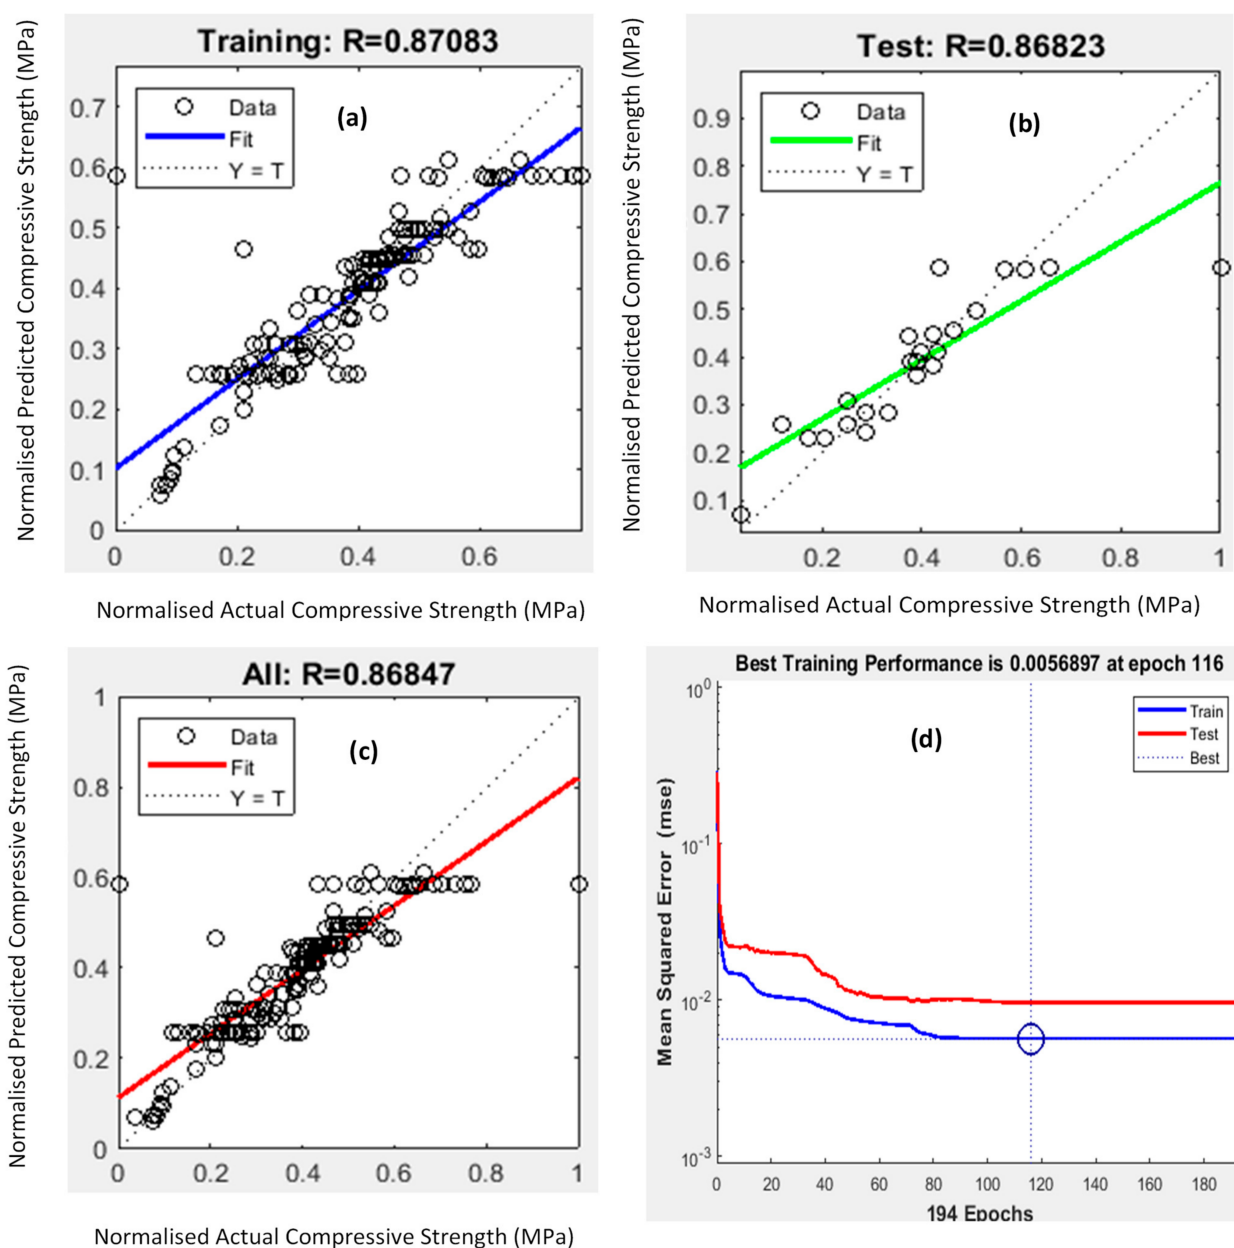 Training: R=0.87083
Normalised Predicted Compressive Strength (MPa)
(a)
Data
Fit
Y = T
0.7
0.6
0.5
0.4
0.3
0.2
0.1
0
0 0.2 0.4 0.6
Normalised Actual Compressive Strength (MPa)
Test: R=0.86823
Normalised Predicted Compressive Strength (MPa)
(b)
Data
Fit
Y = T
0.9
0.8
0.7
0.6
0.5
0.4
0.3
0.2
0.1
0.2 0.4 0.6 0.8 1
Normalised Actual Compressive Strength (MPa)
All: R=0.86847
Normalised Predicted Compressive Strength (MPa)
(c)
Data
Fit
Y = T
1
0.8
0.6
0.4
0.2
0
0 0.2 0.4 0.6 0.8 1
Normalised Actual Compressive Strength (MPa)
Best Training Performance is 0.0056897 at epoch 116
Mean Squared Error (mse)
(d)
Train
Test
Best
10^0
10^-1
10^-2
10^-3
0 20 40 60 80 100 120 140 160 180
194 Epochs